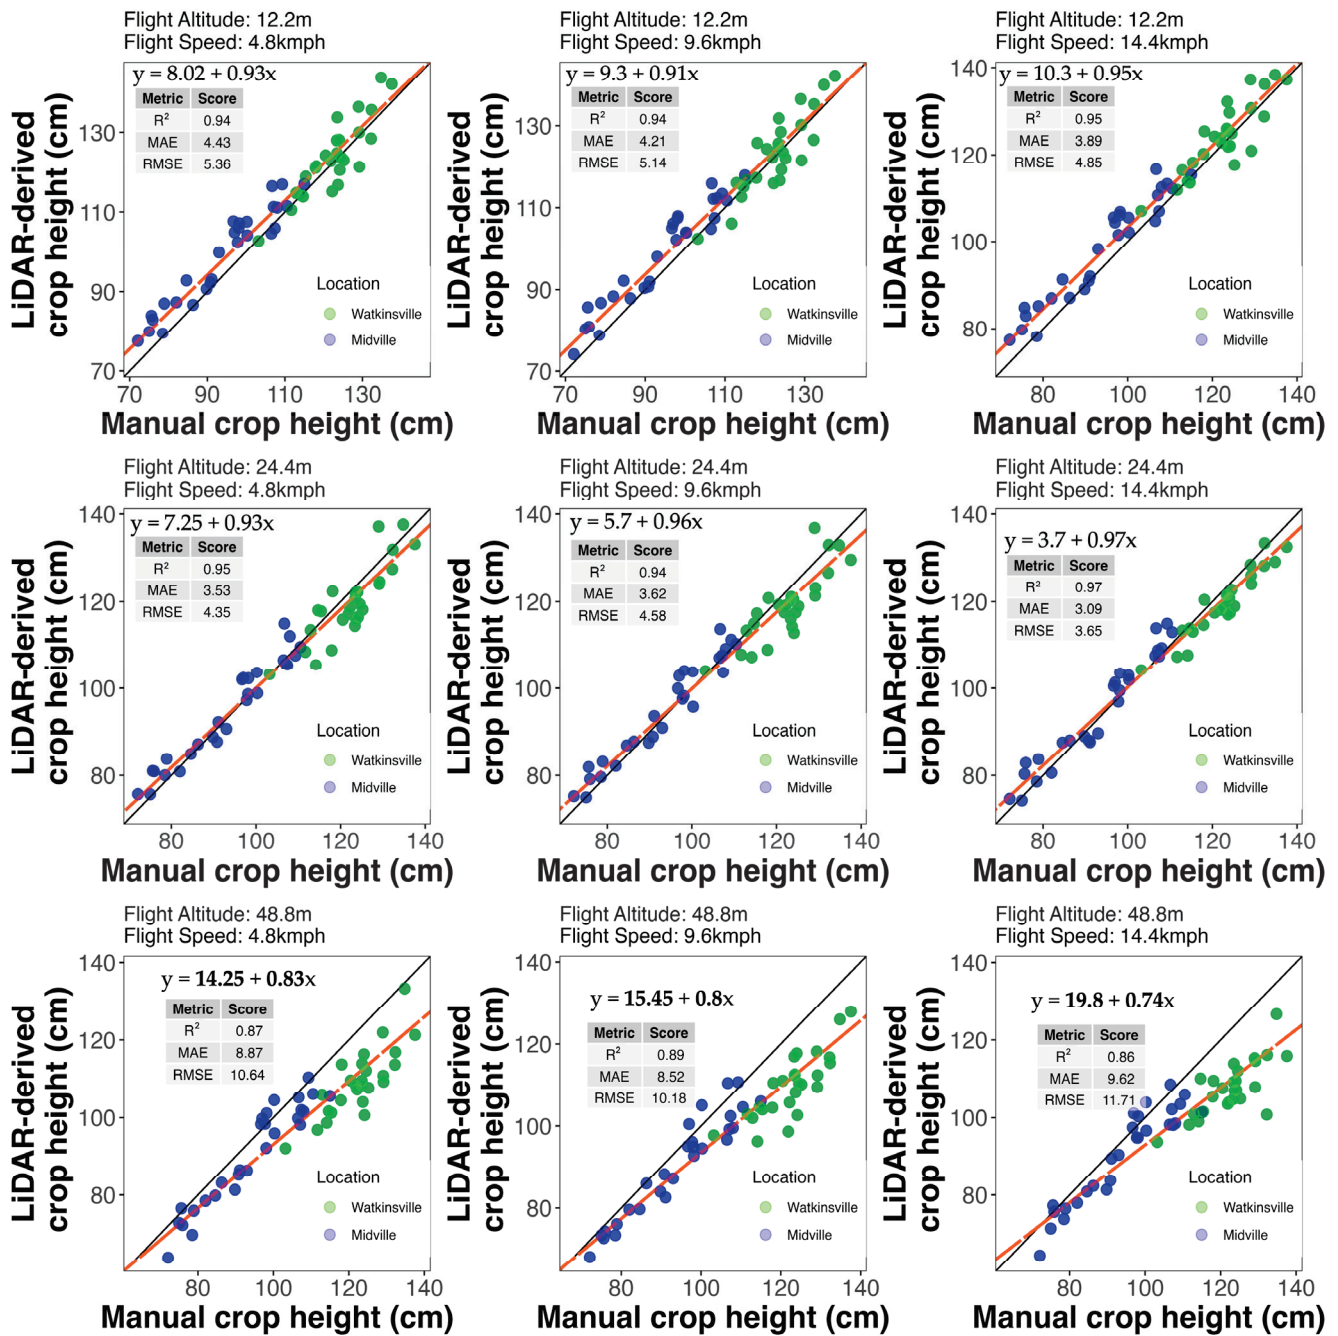 Flight Altitude: 12.2m
Flight Speed: 4.8kmph
y = 8.02 + 0.93x
Metric Score
R² 0.94
MAE 4.43
RMSE 5.36
LiDAR-derived
crop height (cm)
130
110
90
70
Location
Watkinsville
Midville
70 90 110 130
Manual crop height (cm)
Flight Altitude: 12.2m
Flight Speed: 9.6kmph
y = 9.3 + 0.91x
Metric Score
R² 0.94
MAE 4.21
RMSE 5.14
LiDAR-derived
crop height (cm)
130
110
90
70
Location
Watkinsville
Midville
70 90 110 130
Manual crop height (cm)
Flight Altitude: 12.2m
Flight Speed: 14.4kmph
y = 10.3 + 0.95x
Metric Score
R² 0.95
MAE 3.89
RMSE 4.85
LiDAR-derived
crop height (cm)
140
120
100
80
Location
Watkinsville
Midville
80 100 120 140
Manual crop height (cm)
Flight Altitude: 24.4m
Flight Speed: 4.8kmph
y = 7.25 + 0.93x
Metric Score
R² 0.95
MAE 3.53
RMSE 4.35
LiDAR-derived
crop height (cm)
140
120
100
80
Location
Watkinsville
Midville
80 100 120 140
Manual crop height (cm)
Flight Altitude: 24.4m
Flight Speed: 9.6kmph
y = 5.7 + 0.96x
Metric Score
R² 0.94
MAE 3.62
RMSE 4.58
LiDAR-derived
crop height (cm)
140
120
100
80
Location
Watkinsville
Midville
80 100 120 140
Manual crop height (cm)
Flight Altitude: 24.4m
Flight Speed: 14.4kmph
y = 3.7 + 0.97x
Metric Score
R² 0.97
MAE 3.09
RMSE 3.65
LiDAR-derived
crop height (cm)
140
120
100
80
Location
Watkinsville
Midville
80 100 120 140
Manual crop height (cm)
Flight Altitude: 48.8m
Flight Speed: 4.8kmph
y = 14.25 + 0.83x
Metric Score
R² 0.87
MAE 8.87
RMSE 10.64
LiDAR-derived
crop height (cm)
140
120
100
80
Location
Watkinsville
Midville
80 100 120 140
Manual crop height (cm)
Flight Altitude: 48.8m
Flight Speed: 9.6kmph
y = 15.45 + 0.8x
Metric Score
R² 0.89
MAE 8.52
RMSE 10.18
LiDAR-derived
crop height (cm)
140
120
100
80
Location
Watkinsville
Midville
80 100 120 140
Manual crop height (cm)
Flight Altitude: 48.8m
Flight Speed: 14.4kmph
y = 19.8 + 0.74x
Metric Score
R² 0.86
MAE 9.62
RMSE 11.71
LiDAR-derived
crop height (cm)
140
120
100
80
Location
Watkinsville
Midville
80 100 120 140
Manual crop height (cm)